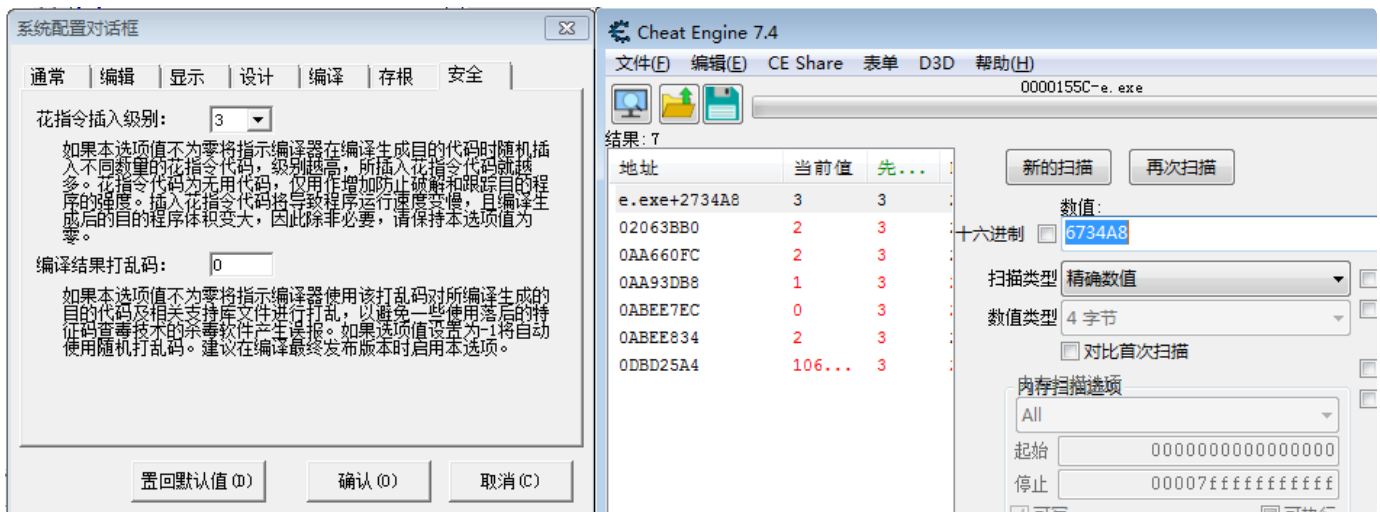 系统配置对话框
通常 编辑 显示 设计 编译 存根 安全
花指令插入级别: 3
如果本选项值不为零将指示编译器在编译生成目的代码时随机插
入不同数量的花指令代码，级别越高，所插入花指令代码就越
多。花指令代码为无用代码，仅用作增加防止破解和跟踪目的程
序的强度。插入花指令代码将导致程序运行速度变慢，且编译生
成后的目的程序体积变大，因此除非必要，请保持本选项值为
零。
编译结果打乱码: 0
如果本选项值不为零将指示编译器使用该打乱码对所编译生成的
目的代码及相关支持库文件进行打乱，以避免一些使用落后的特
征码查毒技术的杀毒软件产生误报。如果选项值设置为-1将自动
使用随机打乱码。建议在编译最终发布版本时启用本选项。
置回默认值(D) 确认(O) 取消(C)
Cheat Engine 7.4
文件(F) 编辑(E) CE Share 表单 D3D 帮助(H)
0000155C-e.exe
结果:7
地址 当前值 先...
e.exe+2734A8 3 3
02063BB0 2 3
0AA660FC 2 3
0AA93DB8 1 3
0ABEE7EC 0 3
0ABEE834 2 3
0DBD25A4 106... 3
新的扫描 再次扫描
数值:
十六进制 6734A8
扫描类型 精确数值
数值类型 4 字节
对比首次扫描
内存扫描选项
All
起始 0000000000000000
停止 00007fffffffffff